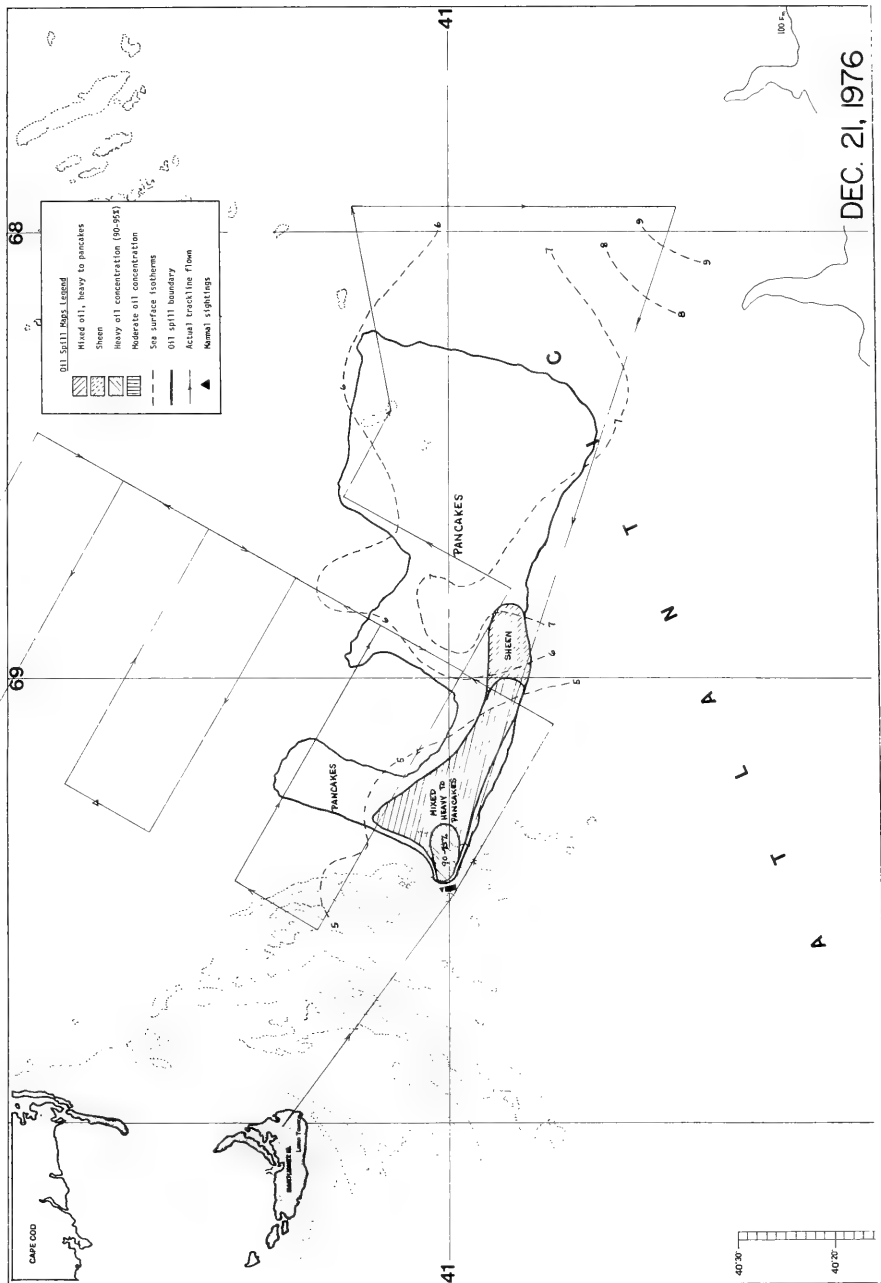 68
69
41
41
Oil Spill Maps Legend
Mixed oil, heavy to pancakes
Sheen
Heavy oil concentration (90-95%)
Moderate oil concentration
Sea surface isotherms
Oil spill boundary
Actual trackline flown
Mammal sightings
CAPE COD
PANCAKES
PANCAKES
SHEEN
MIXED
HEAVY TO
PANCAKES
90-95%
5
5
5
6
6
6
6
7
7
7
7
8
8
9
9
A T L A N T I C
100 Fm.
40°30'
40°20'
DEC. 21, 1976